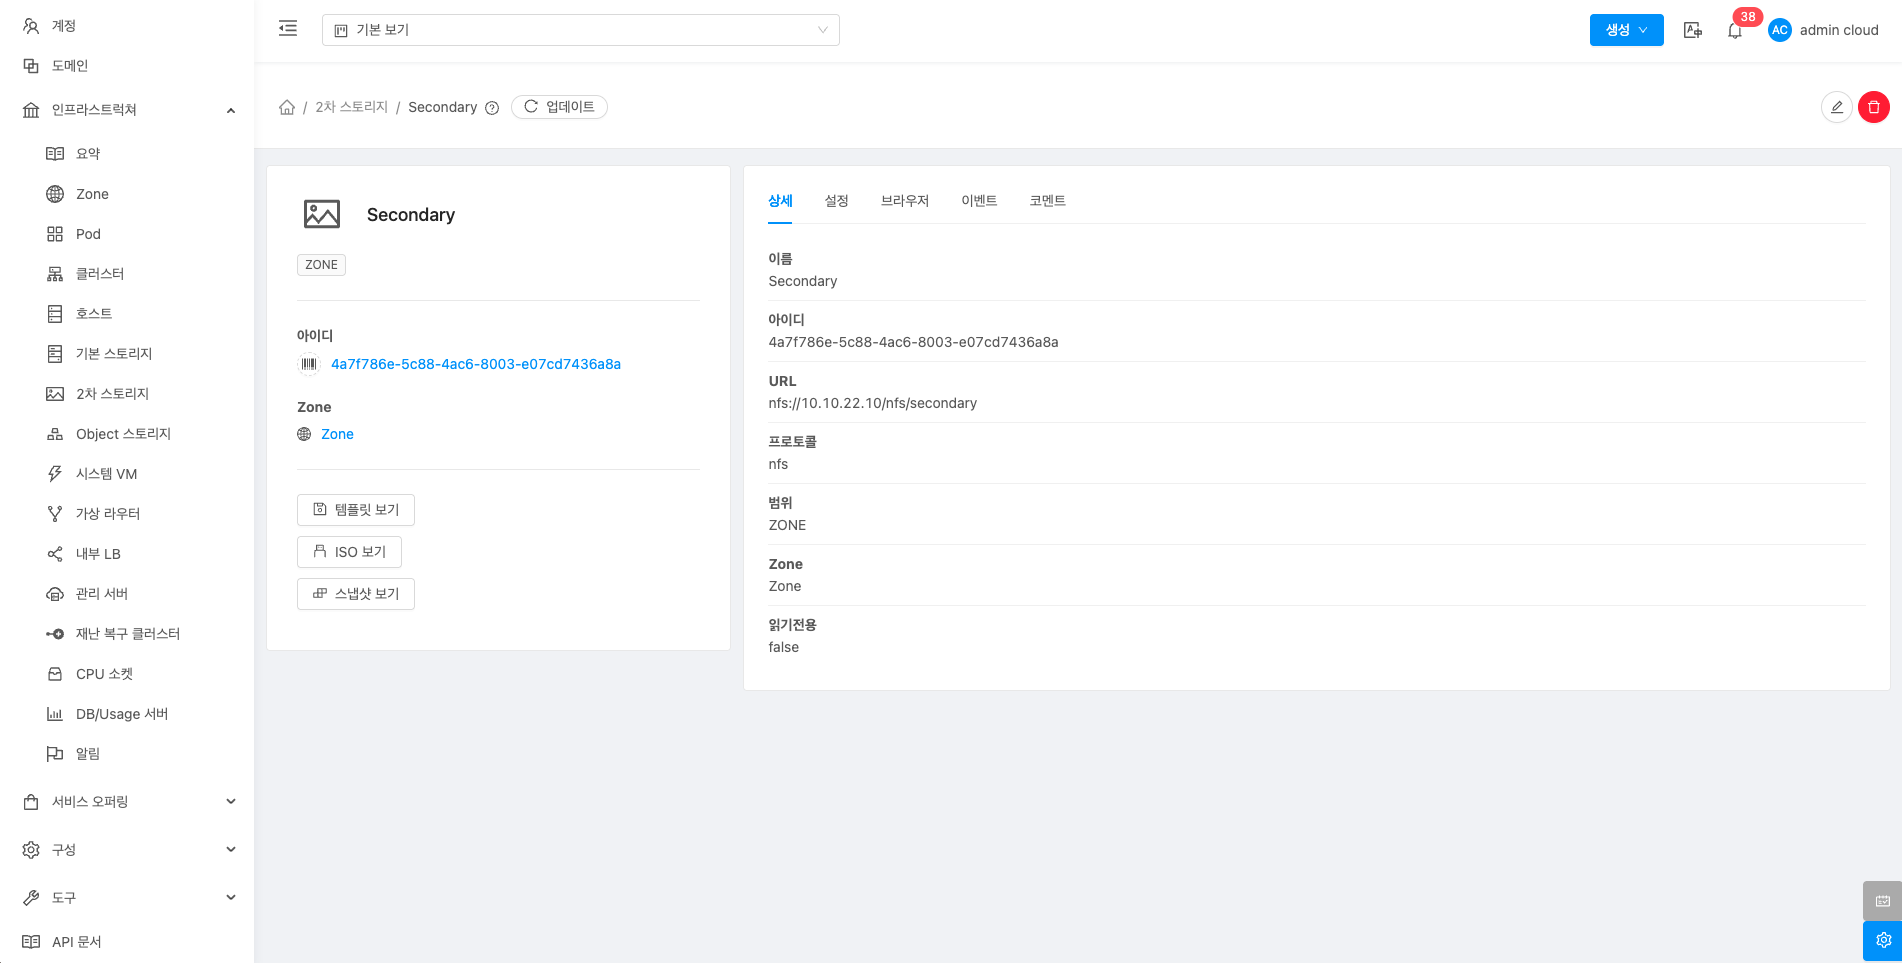 계정
도메인
인프라스트럭쳐
요약
Zone
Pod
클러스터
호스트
기본 스토리지
2차 스토리지
Object 스토리지
시스템 VM
가상 라우터
내부 LB
관리 서버
재난 복구 클러스터
CPU 소켓
DB/Usage 서버
알림
서비스 오퍼링
구성
도구
API 문서
기본 보기
생성
38
AC admin cloud
/ 2차 스토리지 / Secondary 업데이트
Secondary
ZONE
아이디
4a7f786e-5c88-4ac6-8003-e07cd7436a8a
Zone
Zone
템플릿 보기
ISO 보기
스냅샷 보기
상세 설정 브라우저 이벤트 코멘트
이름
Secondary
아이디
4a7f786e-5c88-4ac6-8003-e07cd7436a8a
URL
nfs://10.10.22.10/nfs/secondary
프로토콜
nfs
범위
ZONE
Zone
Zone
읽기전용
false